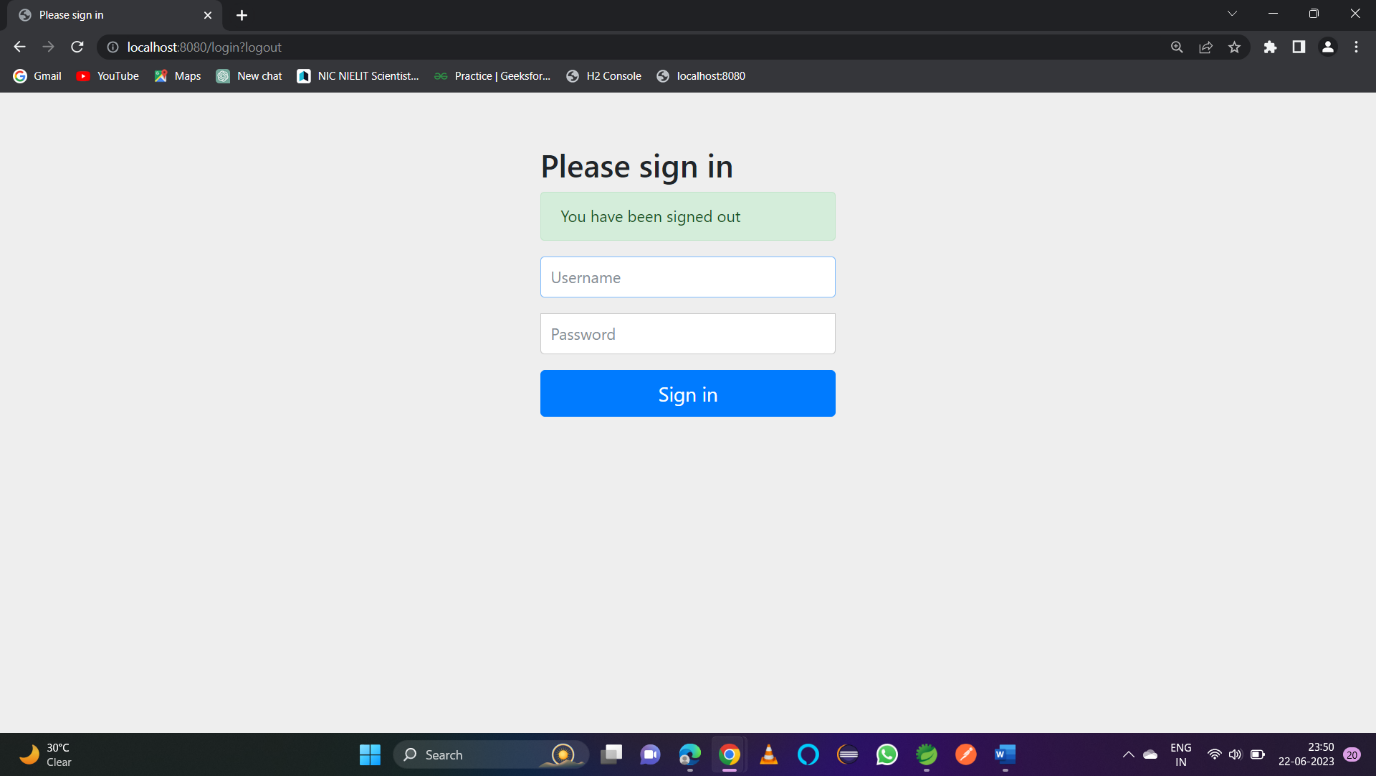 Please sign in
localhost:8080/login?logout
Gmail
YouTube
Maps
New chat
NIC NIELIT Scientist...
Practice | Geeksfor...
H2 Console
localhost:8080
Please sign in
You have been signed out
Username
Password
Sign in
30°C
Clear
Search
ENG
IN
23:50
22-06-2023
20